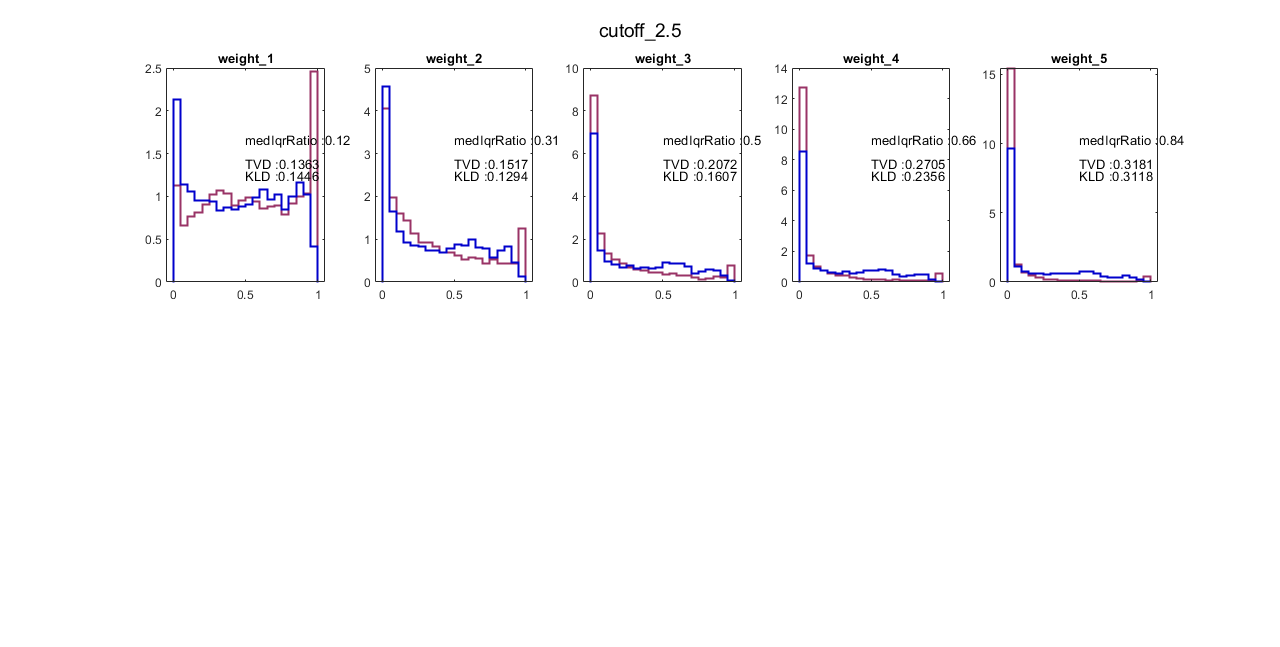 cutoff_2.5
weight_1
2.5
2
1.5
1
0.5
0
0
0.5
1
medIqrRatio :0.12
TVD :0.1363
KLD :0.1446
weight_2
5
4
3
2
1
0
0
0.5
1
medIqrRatio :0.31
TVD :0.1517
KLD :0.1294
weight_3
10
8
6
4
2
0
0
0.5
1
medIqrRatio :0.5
TVD :0.2072
KLD :0.1607
weight_4
14
12
10
8
6
4
2
0
0
0.5
1
medIqrRatio :0.66
TVD :0.2705
KLD :0.2356
weight_5
15
10
5
0
0
0.5
1
medIqrRatio :0.84
TVD :0.3181
KLD :0.3118